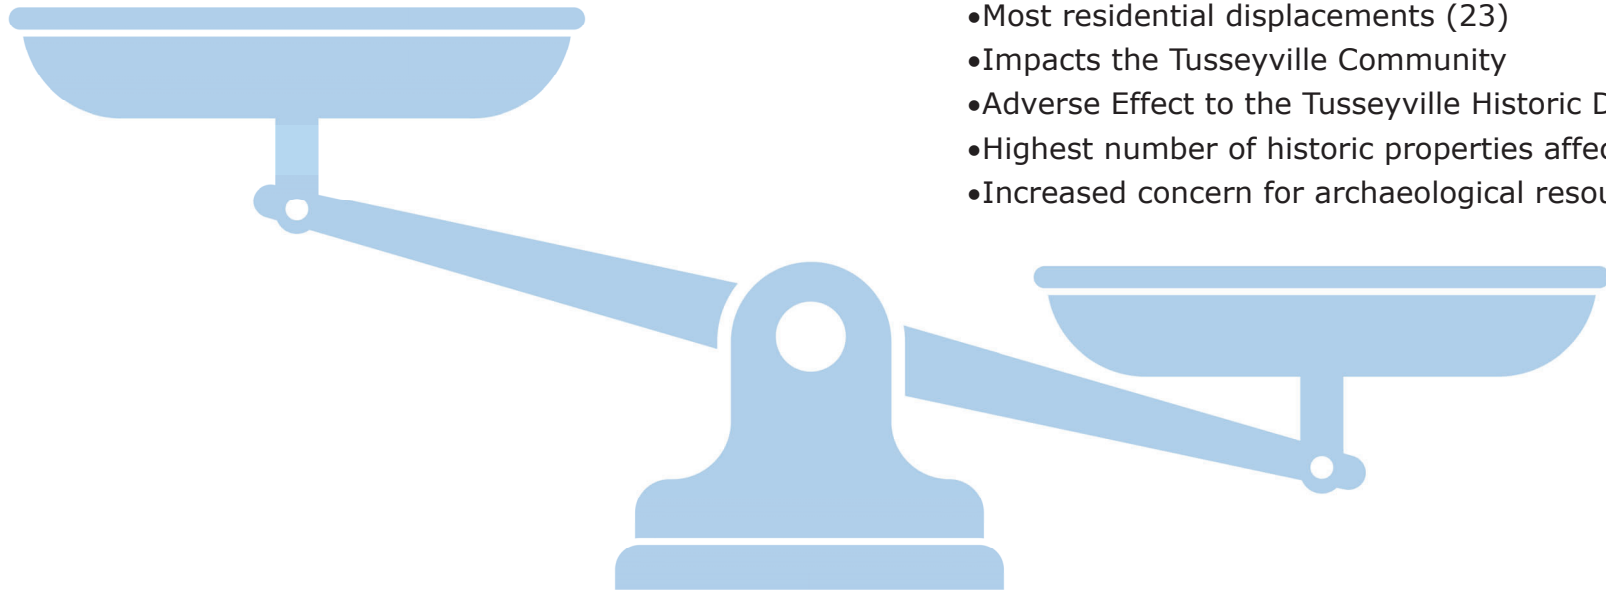 •Most residential displacements (23)
•Impacts the Tusseyville Community
•Adverse Effect to the Tusseyville Historic
•Highest number of historic properties
•Increased concern for archaeological